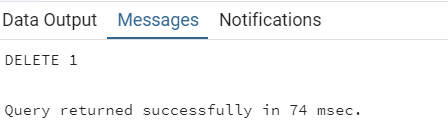 Data Output Messages Notifications
DELETE 1
Query returned successfully in 74 msec.